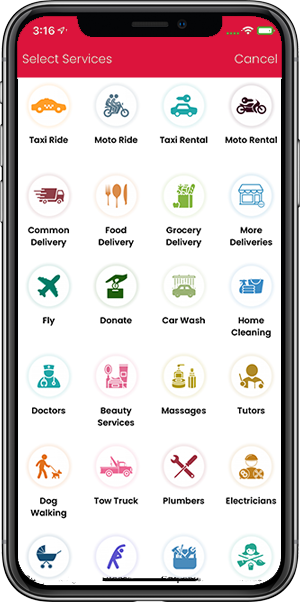 3:16
Select Services Cancel
Taxi Ride Moto Ride Taxi Rental Moto Rental
Common Food Grocery More
Delivery Delivery Delivery Deliveries
Fly Donate Car Wash Home
Cleaning
Doctors Beauty Massages Tutors
Services
Dog Tow Truck Plumbers Electricians
Walking